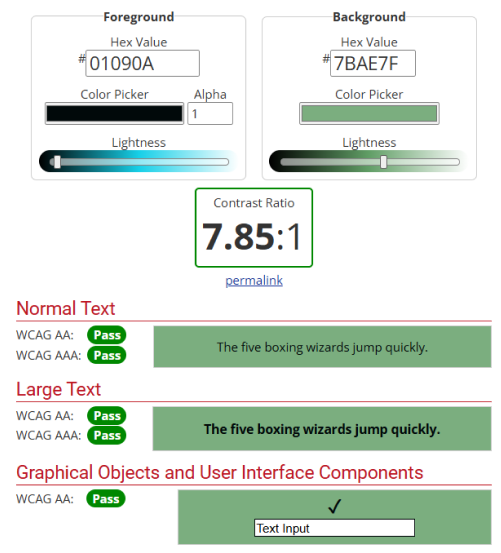 Foreground
Background
Hex Value
Hex Value
#01090A
#7BAE7F
Color Picker
Alpha
Color Picker
1
Lightness
Lightness
Contrast Ratio
7.85:1
permalink
Normal Text
WCAG AA: Pass
WCAG AAA: Pass
The five boxing wizards jump quickly.
Large Text
WCAG AA: Pass
WCAG AAA: Pass
The five boxing wizards jump quickly.
Graphical Objects and User Interface Components
WCAG AA: Pass
✓
Text Input